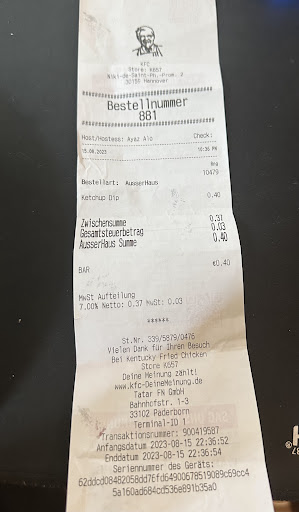 KFC
Store: K657
Niki-de-Saint-Ph.-Prom. 2
30159 Hannover
Bestellnummer
881
Host/Hostess: Ayaz Alo Check:
15.08.2023 10:36 PM
Reg
10479
Bestellart: AusserHaus
Ketchup Dip 0.40
Zwischensumme 0.37
Gesamtsteuerbetrag 0.03
AusserHaus Summe 0.40
BAR €0.40
MwSt Aufteilung
7,00% Netto: 0.37 MwSt: 0.03
******
St.Nr. 339/5879/0476
Vielen Dank für Ihren Besuch
Bei Kentucky Fried Chicken
Store K657
Deine Meinung zählt!
www.kfc-DeineMeinung.de
Tatar FN GmbH
Bahnhofstr. 1-3
33102 Paderborn
Terminal-ID 1
Transaktionsnummer: 900419587
Anfangsdatum 2023-08-15 22:36:52
Enddatum 2023-08-15 22:36:54
Seriennummer des Geräts:
62ddcd08482058dd76fd64900678519089c69cc4
5a160ad684cd536e891b35a0